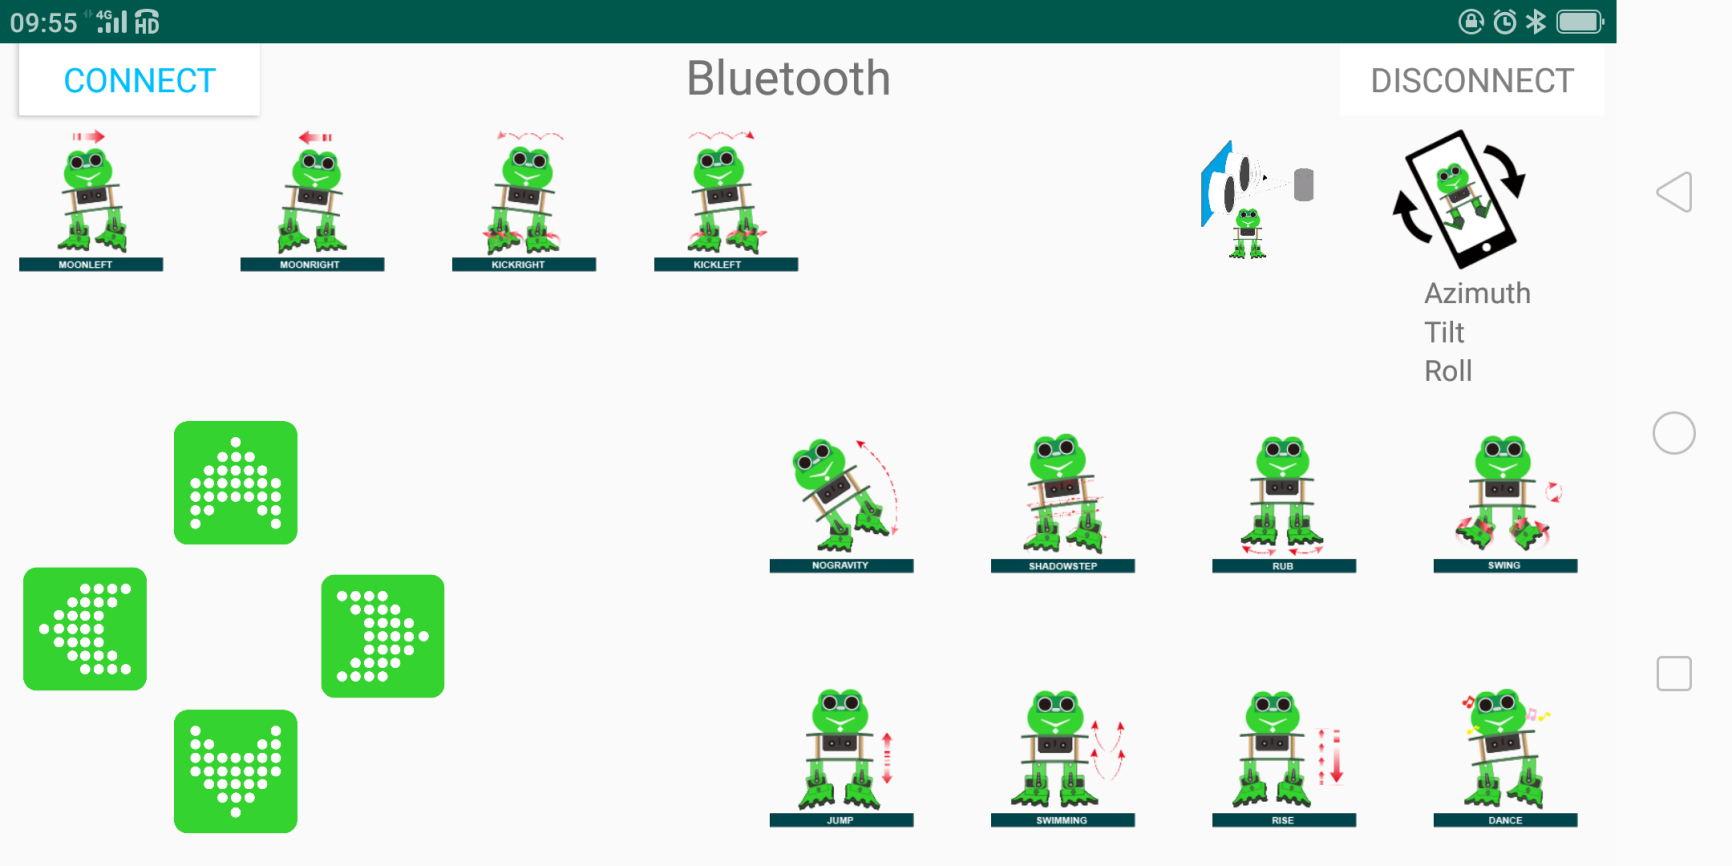 09:55 4G HD
CONNECT Bluetooth DISCONNECT
MOONLEFT MOONRIGHT KICKRIGHT KICKLEFT
Azimuth
Tilt
Roll
NOGRAVITY SHADOWSTEP RUB SWING
JUMP SWIMMING RISE DANCE